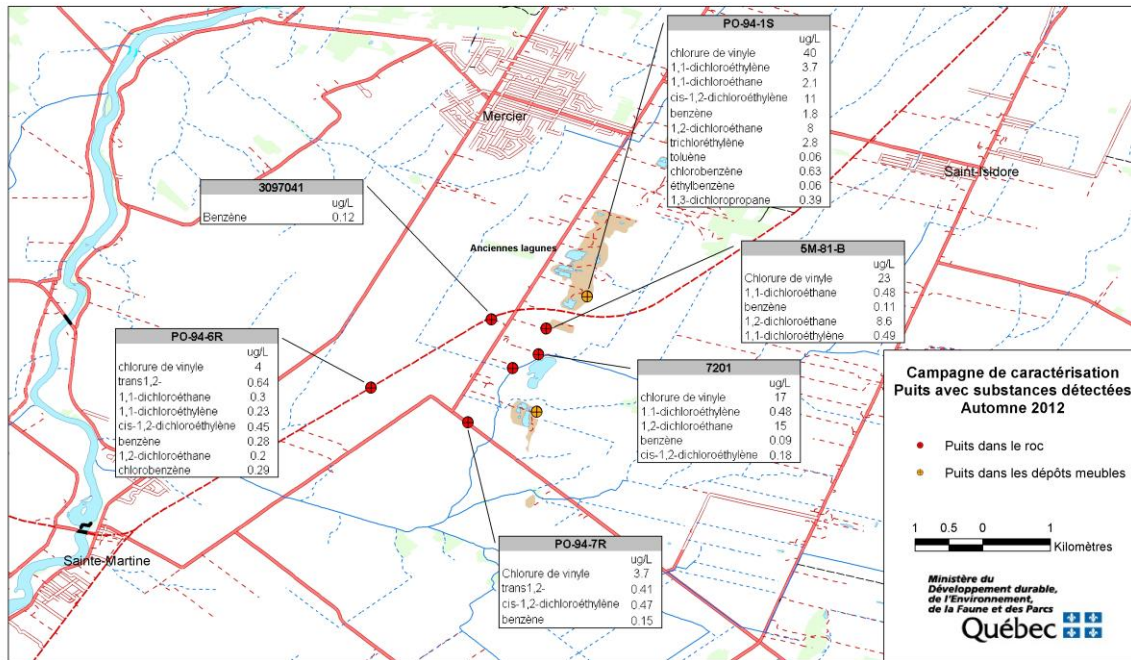 PO-94-1S
ug/L
chlorure de vinyle 40
1,1-dichloroéthylène 3.7
1,1-dichloroéthane 2.1
cis-1,2-dichloroéthylène 11
benzène 1.8
1,2-dichloroéthane 8
trichloréthylène 2.8
toluène 0.06
chlorobenzène 0.63
éthylbenzène 0.06
1,3-dichloropropane 0.39
Mercier
Saint-Isidore
3097041
ug/L
Benzène 0.12
Anciennes lagunes
5M-81-B
ug/L
Chlorure de vinyle 23
1,1-dichloroéthane 0.48
benzène 0.11
1,2-dichloroéthane 8.6
1,1-dichloroéthylène 0.49
PO-94-6R
ug/L
chlorure de vinyle 4
trans1,2- 0.64
1,1-dichloroéthane 0.3
1,1-dichloroéthylène 0.23
cis-1,2-dichloroéthylène 0.45
benzène 0.28
1,2-dichloroéthane 0.2
chlorobenzène 0.29
7201
ug/L
chlorure de vinyle 17
1.1-dichloroéthylène 0.48
1,2-dichloroéthane 15
benzène 0.09
cis-1,2-dichloroéthylène 0.18
PO-94-7R
ug/L
Chlorure de vinyle 3.7
trans1,2- 0.41
cis-1,2-dichloroéthylène 0.47
benzène 0.15
Sainte-Martine
Campagne de caractérisation
Puits avec substances détectées
Automne 2012
Puits dans le roc
Puits dans les dépôts meubles
1 0.5 0 1
Kilomètres
Ministère du
Développement durable,
de l'Environnement,
de la Faune et des Parcs
Québec